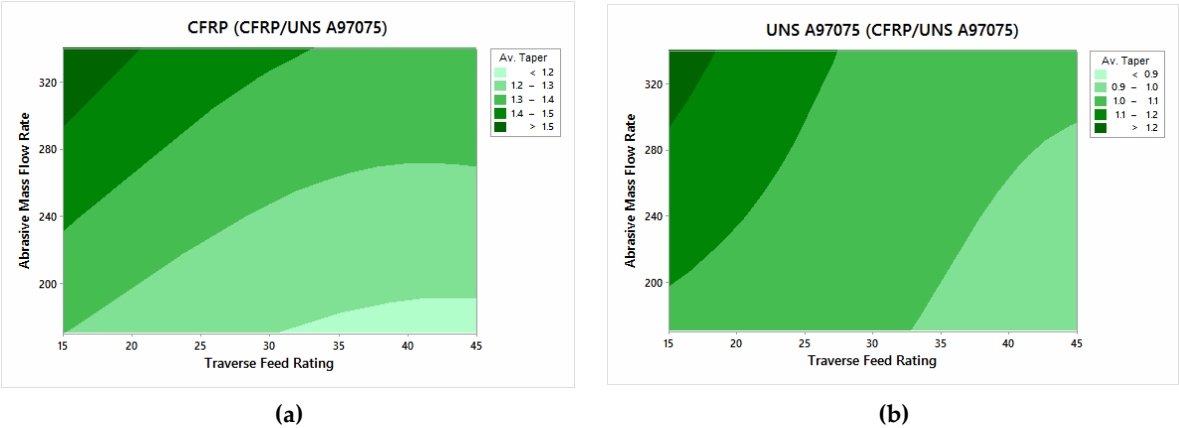 CFRP (CFRP/UNS A97075)
Abrasive Mass Flow Rate
320
280
240
200
15 20 25 30 35 40 45
Traverse Feed Rating
Av. Taper
< 1.2
1.2 – 1.3
1.3 – 1.4
1.4 – 1.5
> 1.5
(a)
UNS A97075 (CFRP/UNS A97075)
Abrasive Mass Flow Rate
320
280
240
200
15 20 25 30 35 40 45
Traverse Feed Rating
Av. Taper
< 0.9
0.9 – 1.0
1.0 – 1.1
1.1 – 1.2
> 1.2
(b)